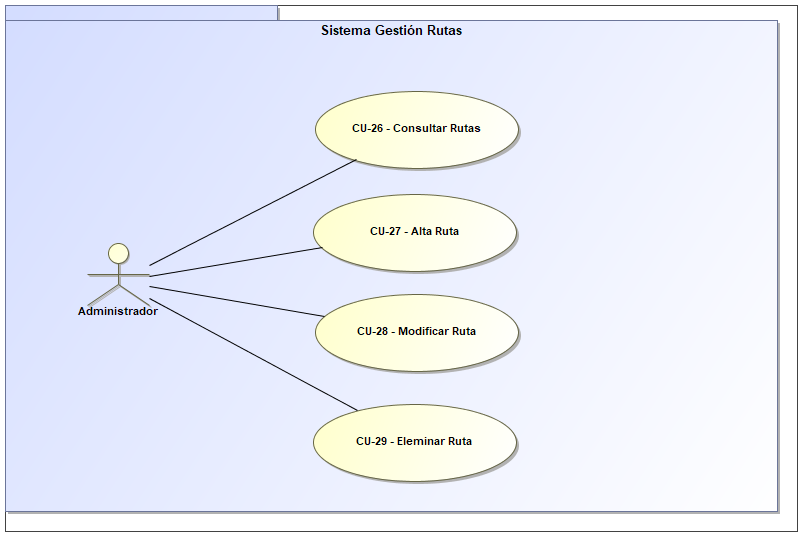 Sistema Gestión Rutas
CU-26 - Consultar Rutas
CU-27 - Alta Ruta
Administrador
CU-28 - Modificar Ruta
CU-29 - Eleminar Ruta